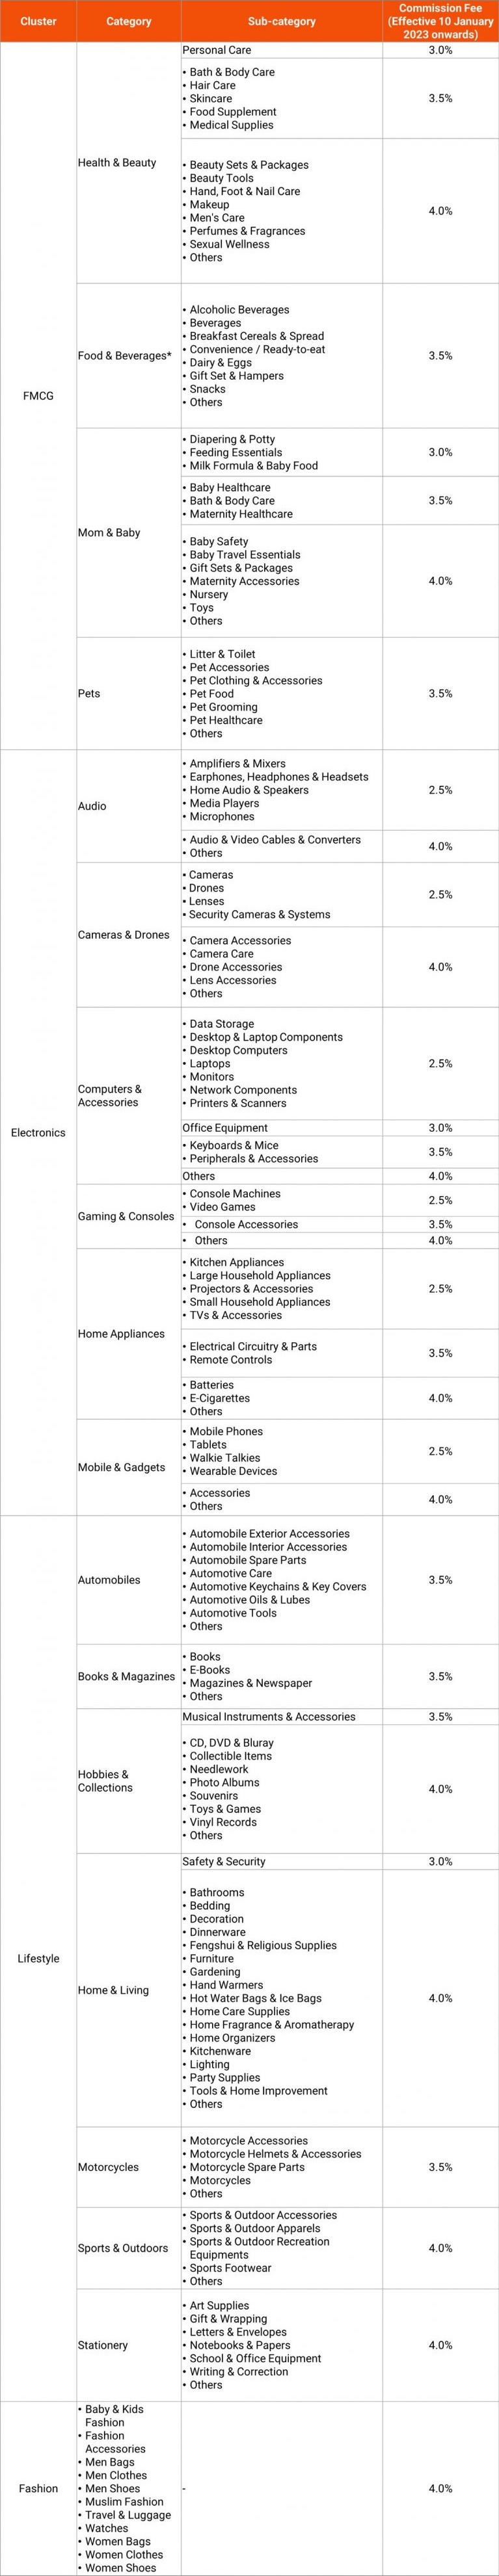 Cluster
Category
Sub-category
Commission Fee
(Effective 10 January
2023 onwards)
FMCG
Health & Beauty
Personal Care
3.0%
• Bath & Body Care
• Hair Care
• Skincare
• Food Supplement
• Medical Supplies
3.5%
• Beauty Sets & Packages
• Beauty Tools
• Hand, Foot & Nail Care
• Makeup
• Men's Care
• Perfumes & Fragrances
• Sexual Wellness
• Others
4.0%
Food & Beverages*
• Alcoholic Beverages
• Beverages
• Breakfast Cereals & Spread
• Convenience / Ready-to-eat
• Dairy & Eggs
• Gift Set & Hampers
• Snacks
• Others
3.5%
Mom & Baby
• Diapering & Potty
• Feeding Essentials
• Milk Formula & Baby Food
3.0%
• Baby Healthcare
• Bath & Body Care
• Maternity Healthcare
3.5%
• Baby Safety
• Baby Travel Essentials
• Gift Sets & Packages
• Maternity Accessories
• Nursery
• Toys
• Others
4.0%
Pets
• Litter & Toilet
• Pet Accessories
• Pet Clothing & Accessories
• Pet Food
• Pet Grooming
• Pet Healthcare
• Others
3.5%
Electronics
Audio
• Amplifiers & Mixers
• Earphones, Headphones & Headsets
• Home Audio & Speakers
• Media Players
• Microphones
2.5%
• Audio & Video Cables & Converters
• Others
4.0%
Cameras & Drones
• Cameras
• Drones
• Lenses
• Security Cameras & Systems
2.5%
• Camera Accessories
• Camera Care
• Drone Accessories
• Lens Accessories
• Others
4.0%
Computers &
Accessories
• Data Storage
• Desktop & Laptop Components
• Desktop Computers
• Laptops
• Monitors
• Network Components
• Printers & Scanners
2.5%
Office Equipment
3.0%
• Keyboards & Mice
• Peripherals & Accessories
3.5%
Others
4.0%
Gaming & Consoles
• Console Machines
• Video Games
2.5%
• Console Accessories
3.5%
• Others
4.0%
Home Appliances
• Kitchen Appliances
• Large Household Appliances
• Projectors & Accessories
• Small Household Appliances
• TVs & Accessories
2.5%
• Electrical Circuitry & Parts
• Remote Controls
3.5%
• Batteries
• E-Cigarettes
• Others
4.0%
Mobile & Gadgets
• Mobile Phones
• Tablets
• Walkie Talkies
• Wearable Devices
2.5%
• Accessories
• Others
4.0%
Lifestyle
Automobiles
• Automobile Exterior Accessories
• Automobile Interior Accessories
• Automobile Spare Parts
• Automotive Care
• Automotive Keychains & Key Covers
• Automotive Oils & Lubes
• Automotive Tools
• Others
3.5%
Books & Magazines
• Books
• E-Books
• Magazines & Newspaper
• Others
3.5%
Hobbies &
Collections
Musical Instruments & Accessories
3.5%
• CD, DVD & Bluray
• Collectible Items
• Needlework
• Photo Albums
• Souvenirs
• Toys & Games
• Vinyl Records
• Others
4.0%
Home & Living
Safety & Security
3.0%
• Bathrooms
• Bedding
• Decoration
• Dinnerware
• Fengshui & Religious Supplies
• Furniture
• Gardening
• Hand Warmers
• Hot Water Bags & Ice Bags
• Home Care Supplies
• Home Fragrance & Aromatherapy
• Home Organizers
• Kitchenware
• Lighting
• Party Supplies
• Tools & Home Improvement
• Others
4.0%
Motorcycles
• Motorcycle Accessories
• Motorcycle Helmets & Accessories
• Motorcycle Spare Parts
• Motorcycles
• Others
3.5%
Sports & Outdoors
• Sports & Outdoor Accessories
• Sports & Outdoor Apparels
• Sports & Outdoor Recreation
Equipments
• Sports Footwear
• Others
4.0%
Stationery
• Art Supplies
• Gift & Wrapping
• Letters & Envelopes
• Notebooks & Papers
• School & Office Equipment
• Writing & Correction
• Others
4.0%
Fashion
• Baby & Kids
Fashion
• Fashion
Accessories
• Men Bags
• Men Clothes
• Men Shoes
• Muslim Fashion
• Travel & Luggage
• Watches
• Women Bags
• Women Clothes
• Women Shoes
-
4.0%